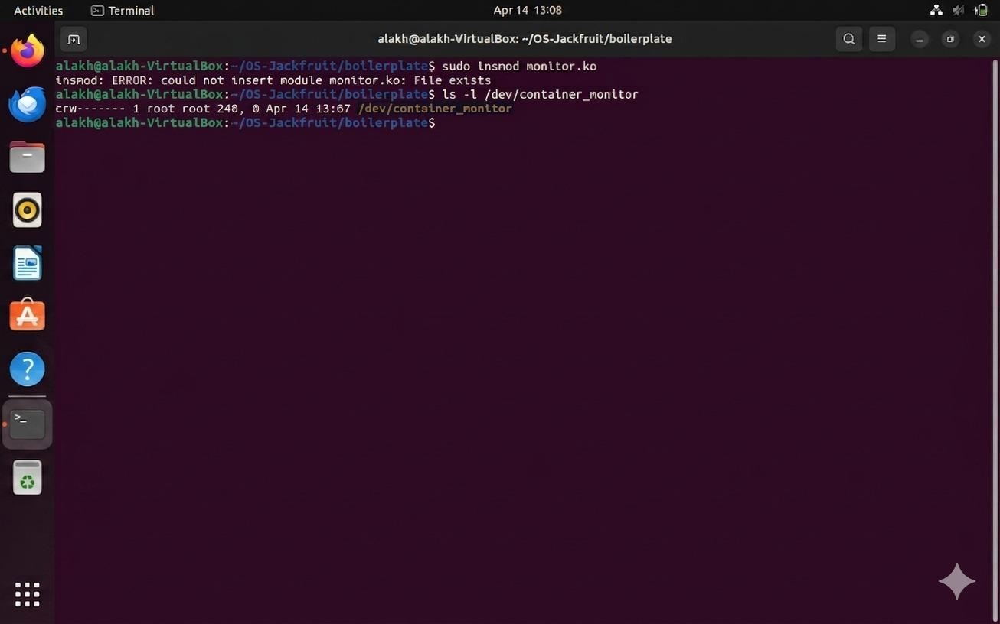 Activities
Terminal
Apr 14 13:08
alakh@alakh-VirtualBox: ~/OS-Jackfruit/boilerplate
alakh@alakh-VirtualBox:~/OS-Jackfruit/boilerplate$ sudo insmod monitor.ko
insmod: ERROR: could not insert module monitor.ko: File exists
alakh@alakh-VirtualBox:~/OS-Jackfruit/boilerplate$ ls -l /dev/container_monitor
crw------- 1 root root 240, 0 Apr 14 13:67 /dev/container_monitor
alakh@alakh-VirtualBox:~/OS-Jackfruit/boilerplate$